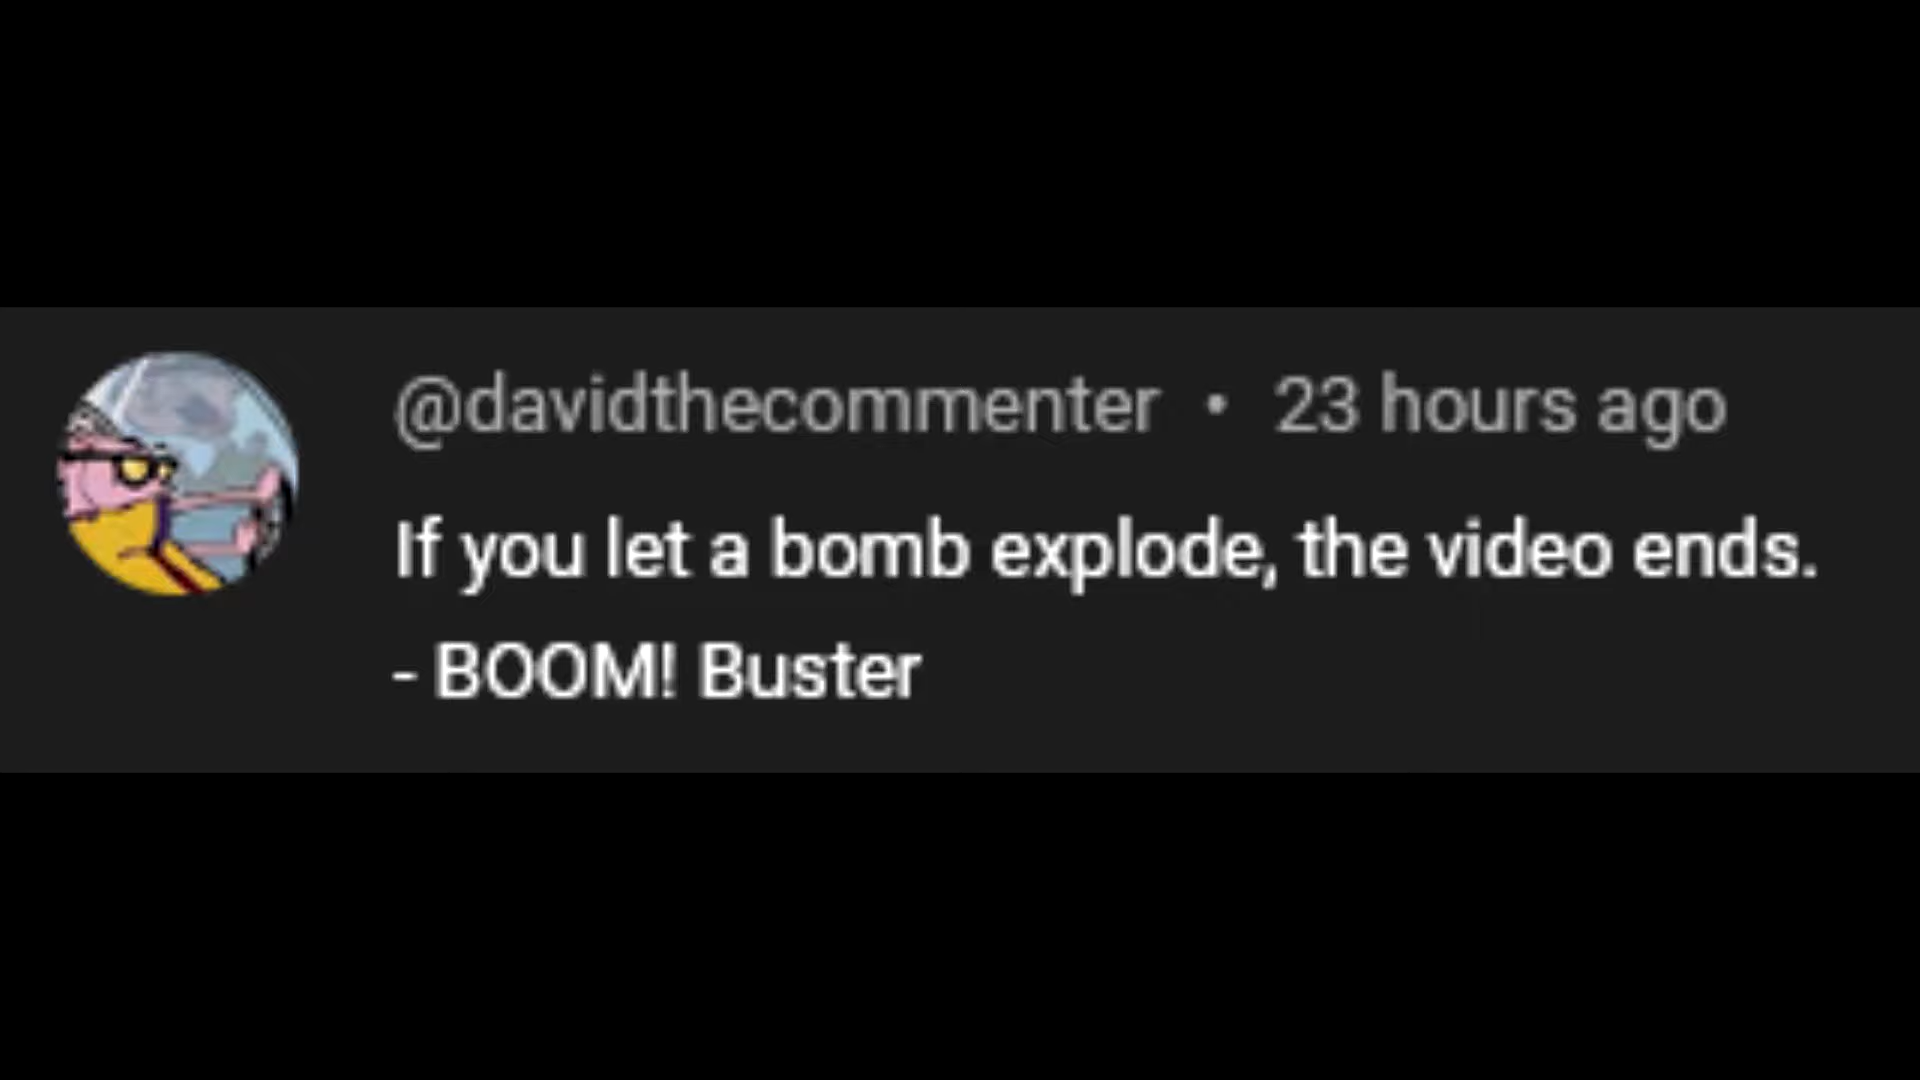 @davidthecommenter • 23 hours ago
If you let a bomb explode, the video ends.
- BOOM! Buster